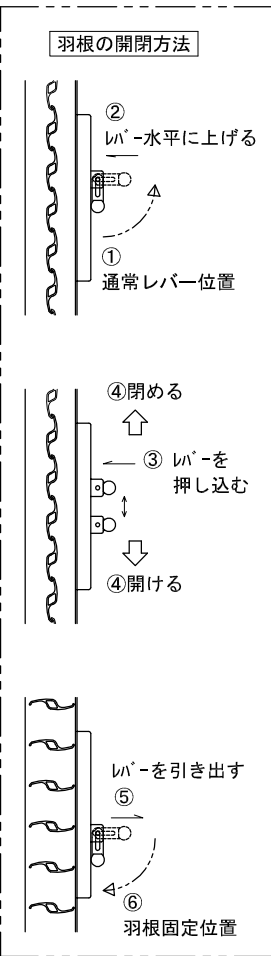 羽根の開閉方法
②
ﾚﾊﾞｰ水平に上げる
①
通常レバー位置
④閉める
③ ﾚﾊﾞｰを
押し込む
④開ける
ﾚﾊﾞｰを引き出す
⑤
⑥
羽根固定位置